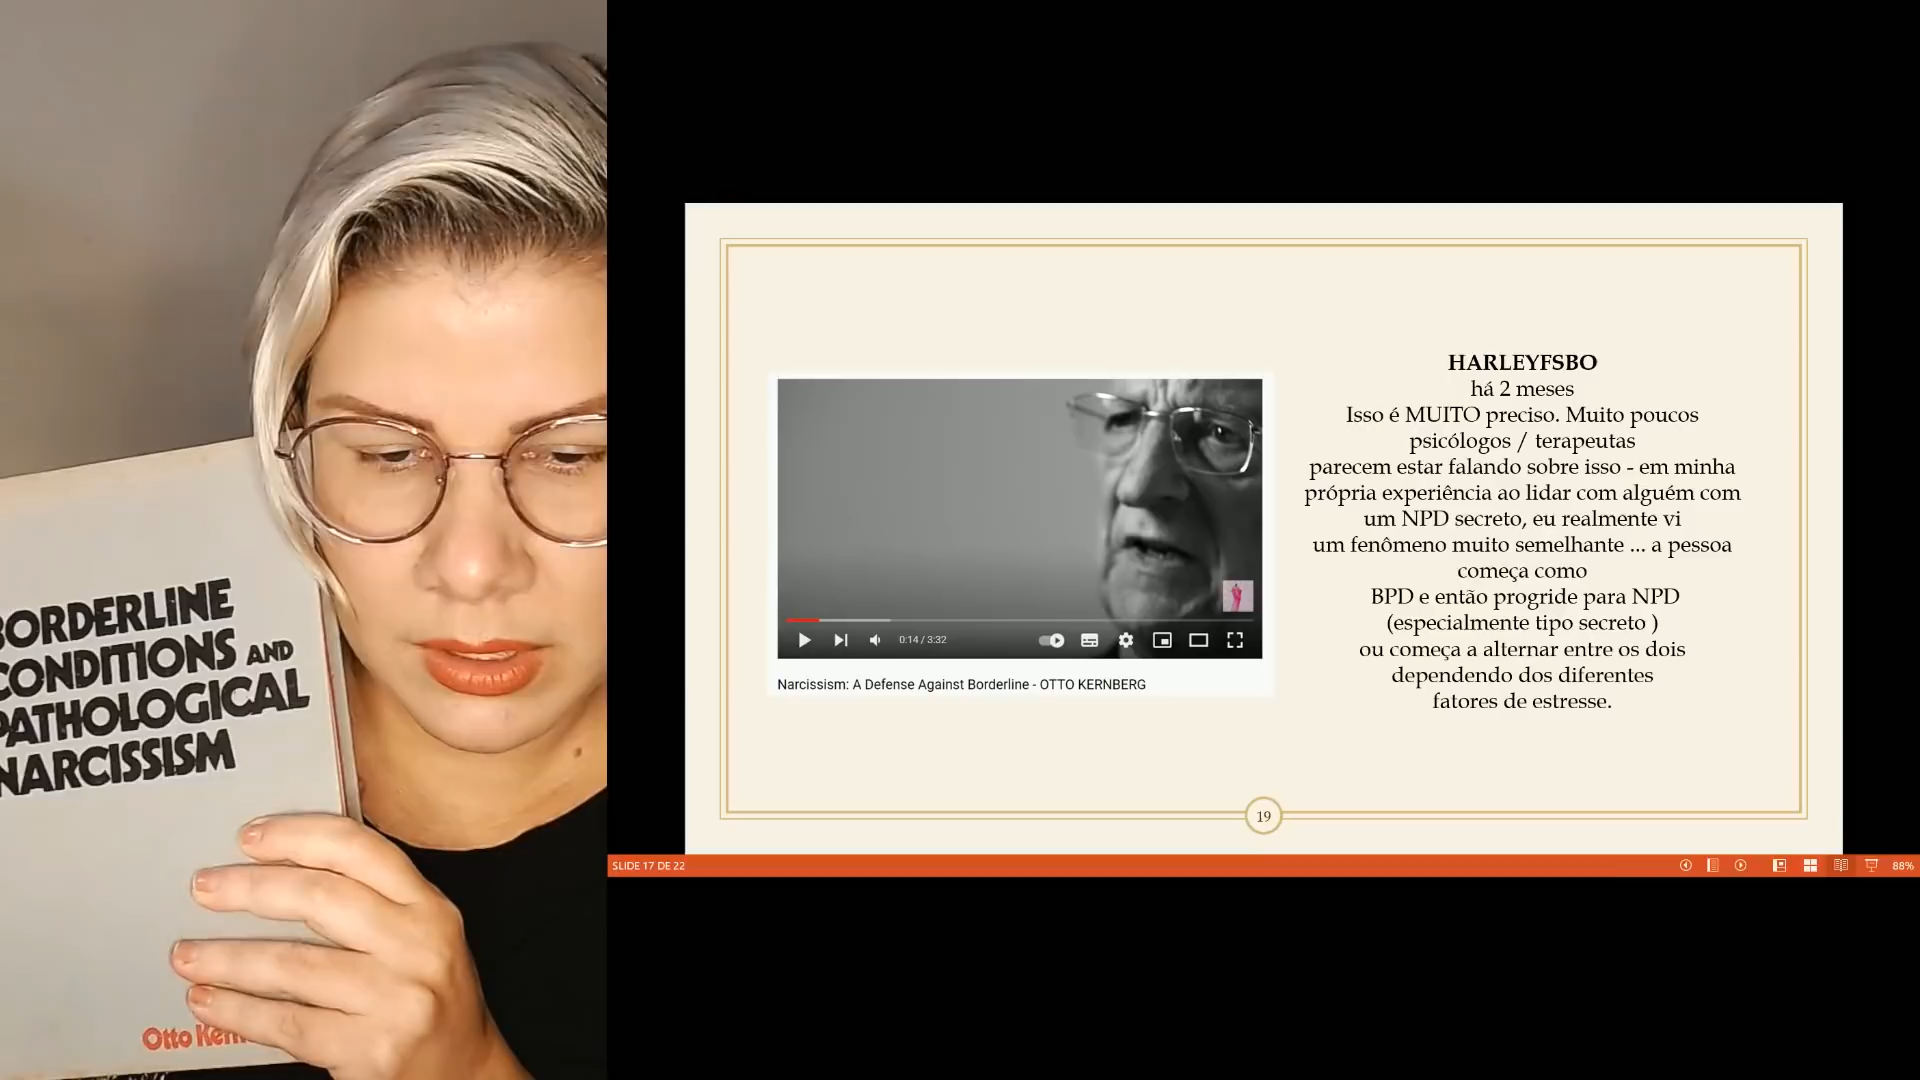 BORDERLINE
CONDITIONS AND
PATHOLOGICAL
NARCISSISM
Otto
0:14 / 3:32
Narcissism: A Defense Against Borderline - OTTO KERNBERG
HARLEYFSBO
há 2 meses
Isso é MUITO preciso. Muito poucos
psicólogos / terapeutas
parecem estar falando sobre isso - em minha
própria experiência ao lidar com alguém com
um NPD secreto, eu realmente vi
um fenômeno muito semelhante ... a pessoa
começa como
BPD e então progride para NPD
(especialmente tipo secreto )
ou começa a alternar entre os dois
dependendo dos diferentes
fatores de estresse.
19
SLIDE 17 DE 22
88%